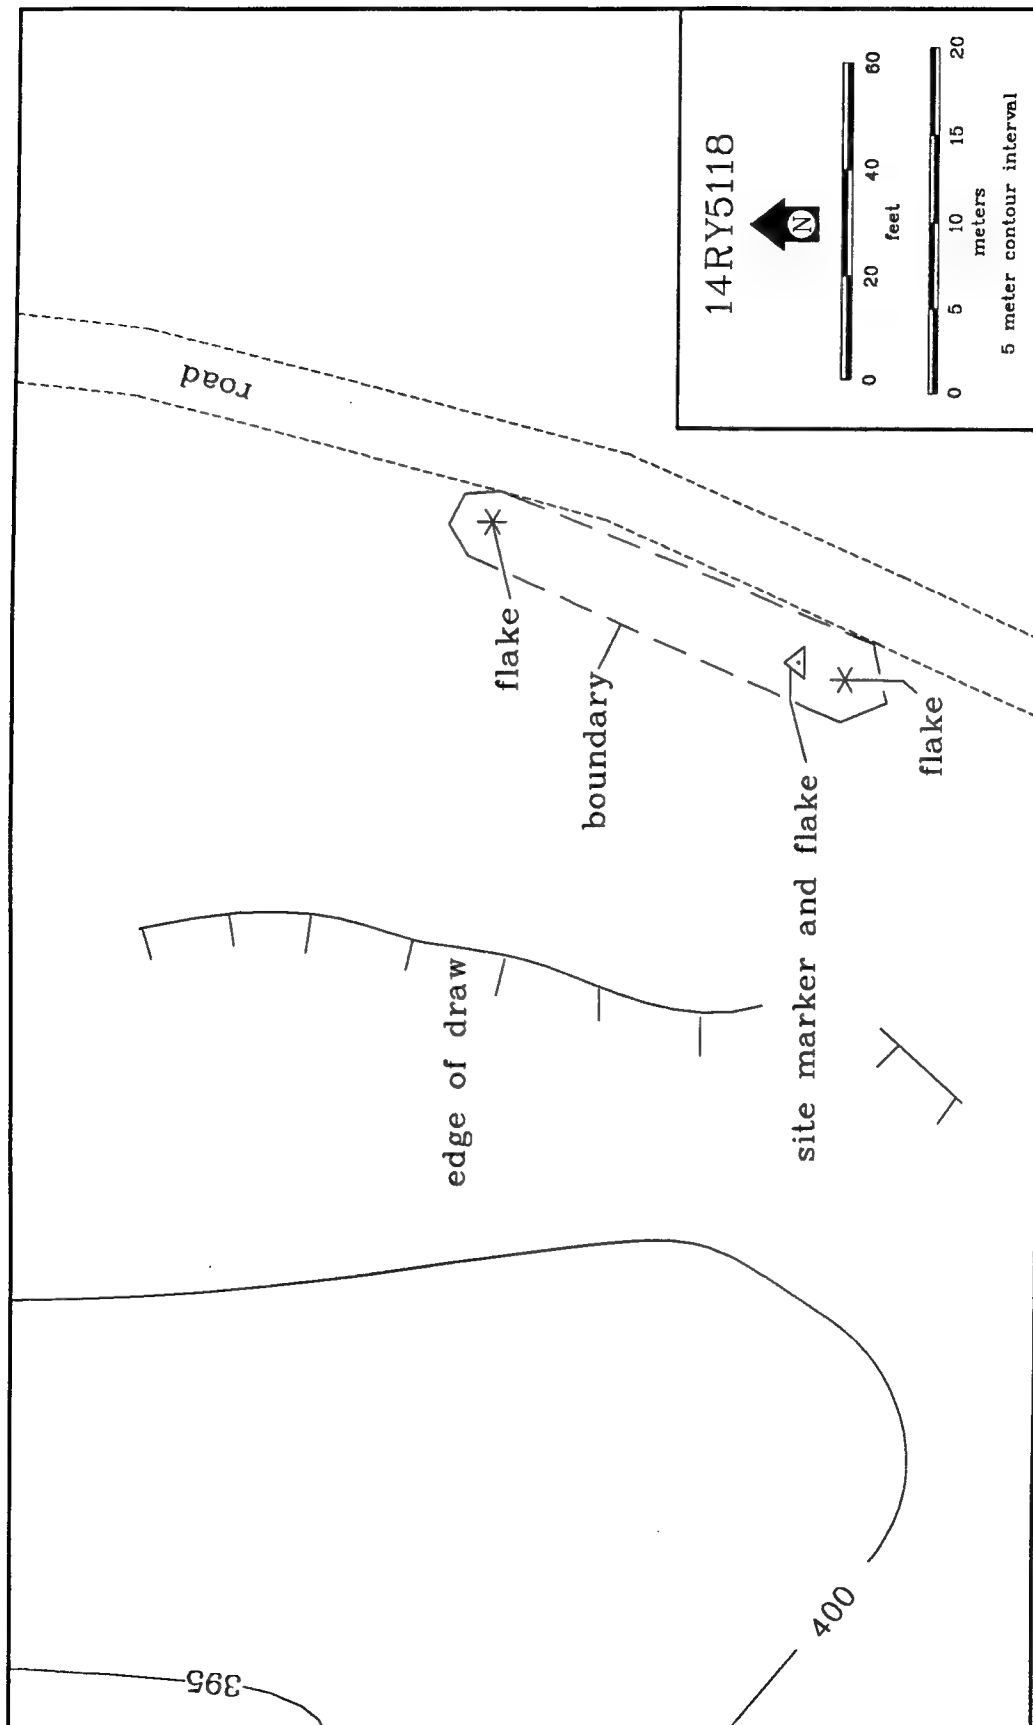 road
flake
boundary
site marker and flake
flake
edge of draw
400
395
14RY5118
N
0 20 40 60
feet
0 5 10 15 20
meters
5 meter contour interval